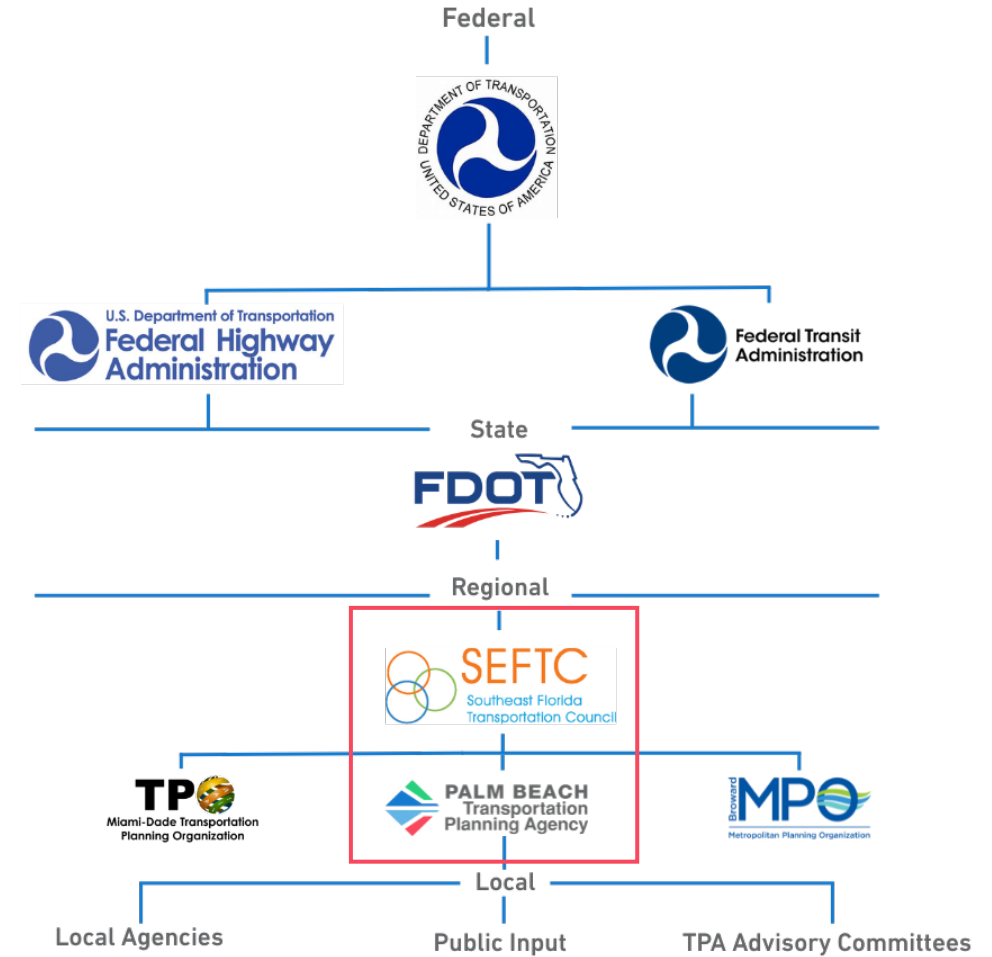 Federal
DEPARTMENT OF TRANSPORTATION
UNITED STATES OF AMERICA
U.S. Department of Transportation
Federal Highway
Administration
Federal Transit
Administration
State
FDOT
Regional
SEFTC
Southeast Florida
Transportation Council
TPO
Miami-Dade Transportation
Planning Organization
PALM BEACH
Transportation
Planning Agency
Broward
MPO
Metropolitan Planning Organization
Local
Local Agencies
Public Input
TPA Advisory Committees